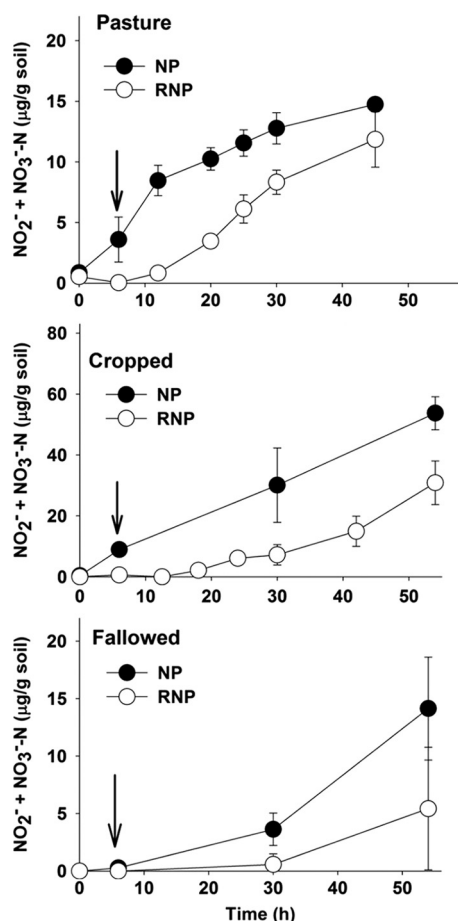 Pasture
NP
RNP
NO2- + NO3--N (µg/g soil)
20
15
10
5
0
0 10 20 30 40 50
Cropped
NP
RNP
NO2- + NO3--N (µg/g soil)
80
60
40
20
0
0 10 20 30 40 50
Fallowed
NP
RNP
NO2- + NO3--N (µg/g soil)
20
15
10
5
0
0 10 20 30 40 50
Time (h)